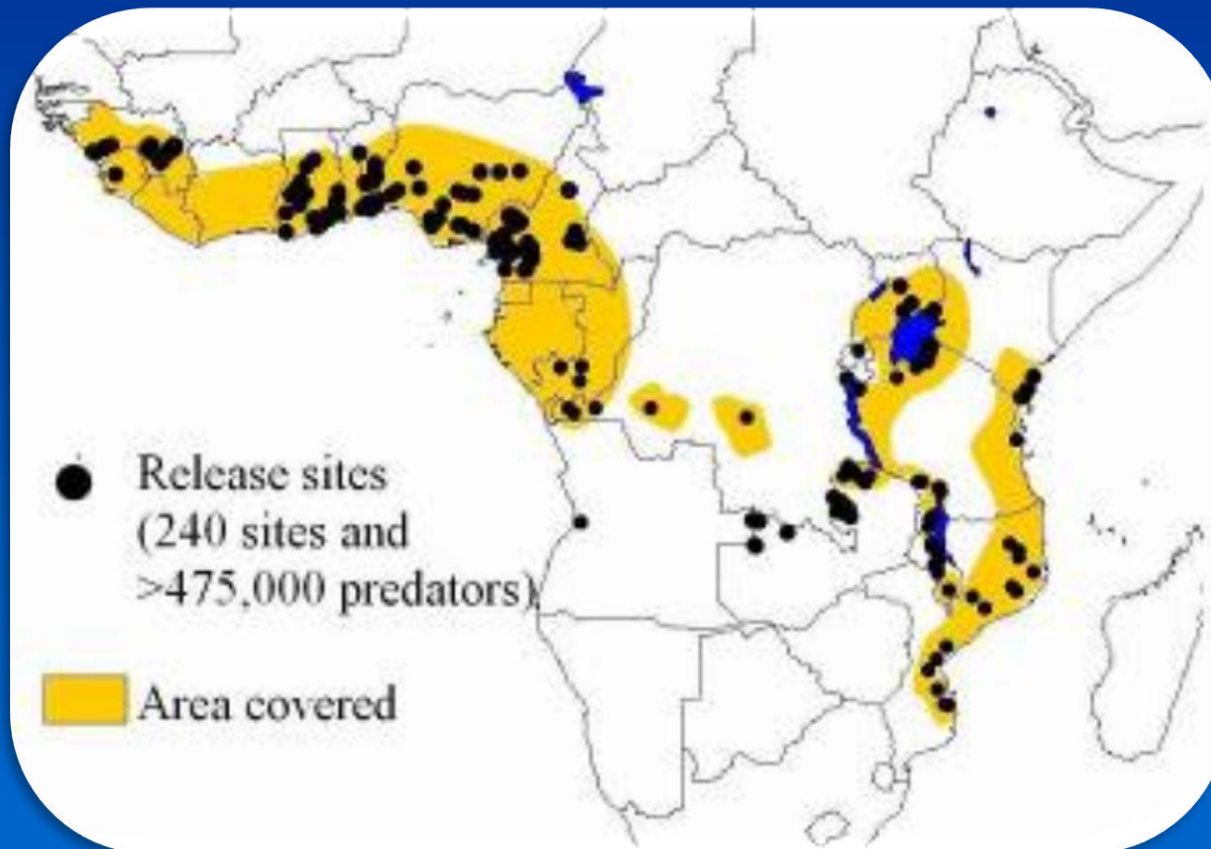 Release sites
(240 sites and
>475,000 predators)
Area covered